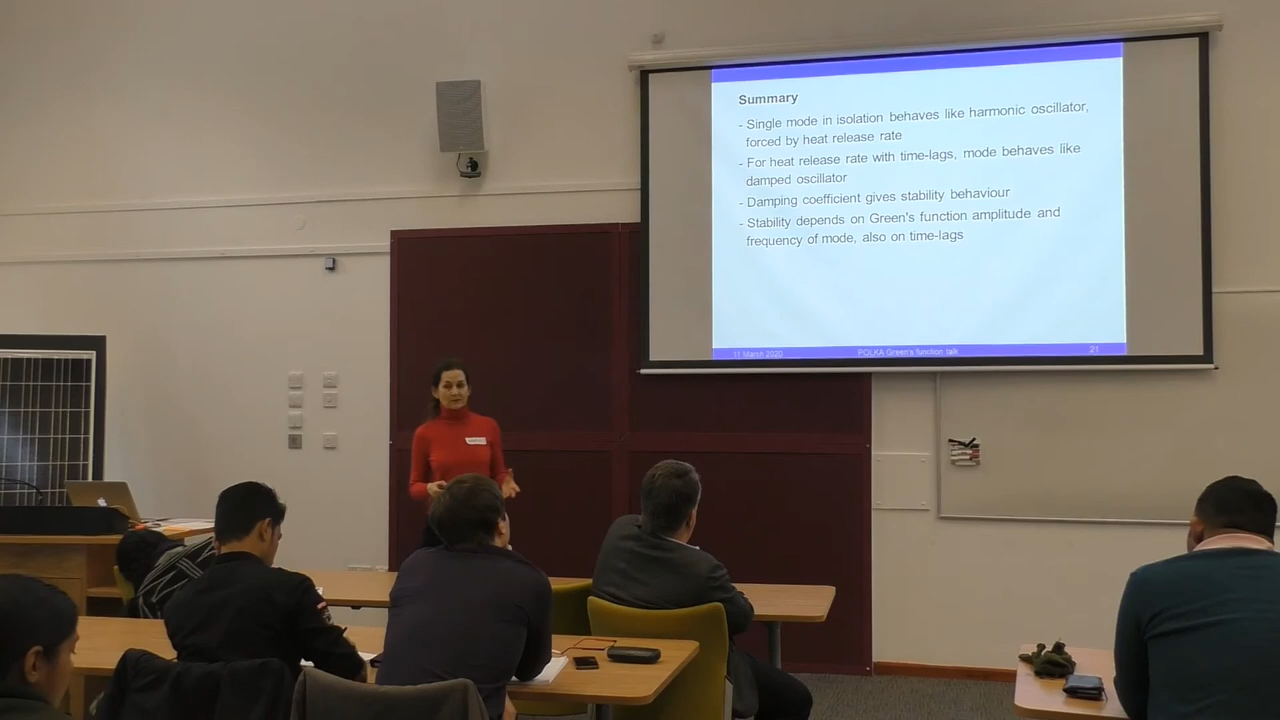 Summary
- Single mode in isolation behaves like harmonic oscillator,
forced by heat release rate
- For heat release rate with time-lags, mode behaves like
damped oscillator
- Damping coefficient gives stability behaviour
- Stability depends on Green's function amplitude and
frequency of mode, also on time-lags
11 Marsh 2020 POLKA Green's function talk 21